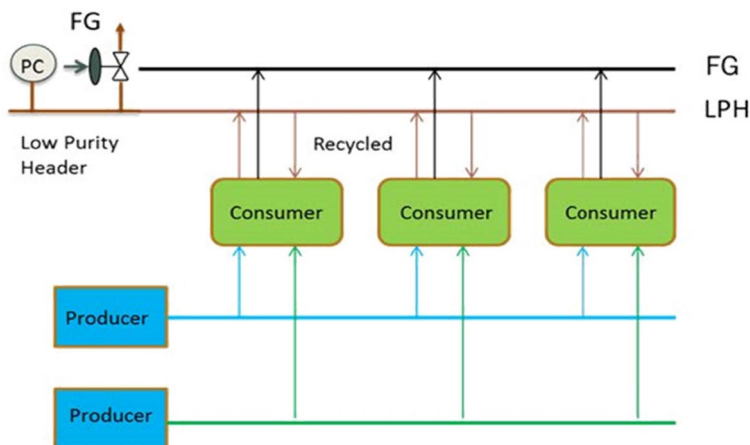 FG
PC
FG
LPH
Low Purity
Header
Recycled
Consumer
Consumer
Consumer
Producer
Producer